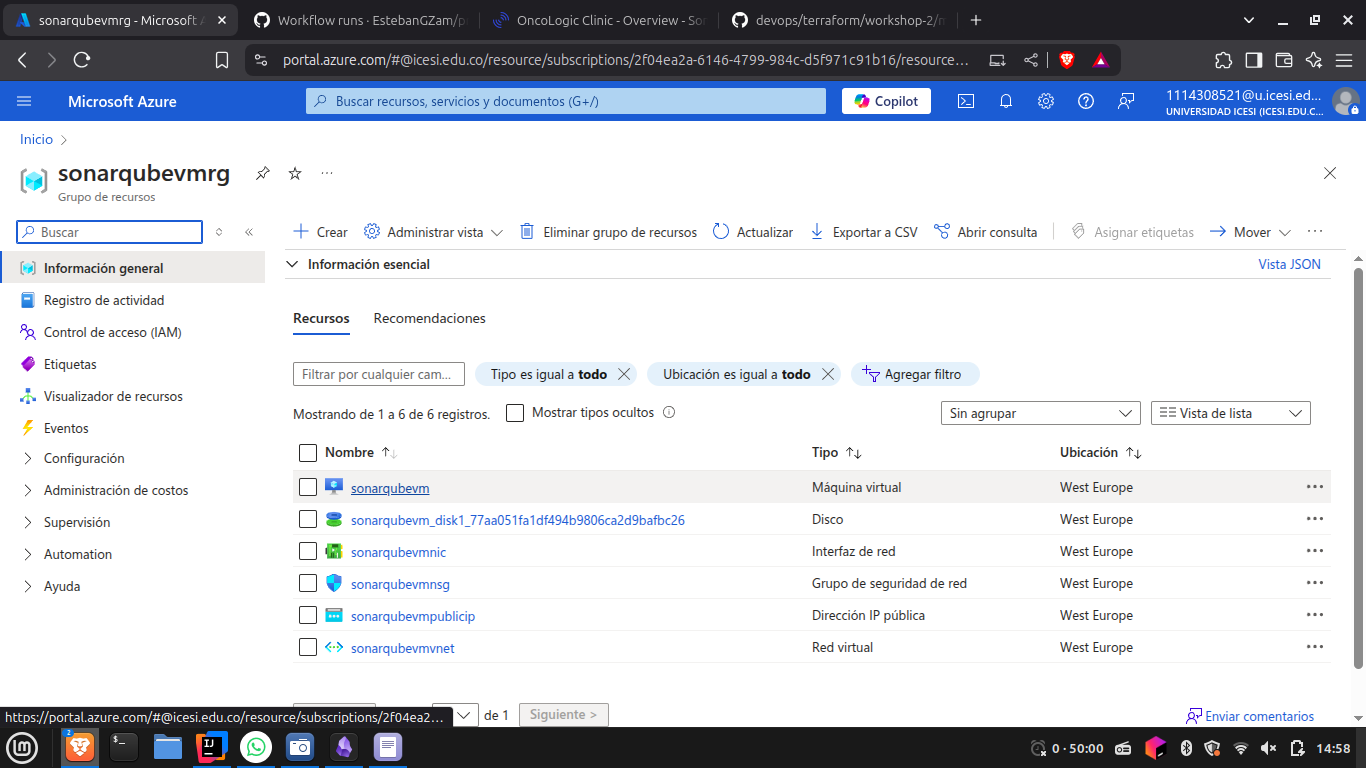 sonarqubevmrg - Microsoft A
Workflow runs · EstebanGZam/p
OncoLogic Clinic - Overview - Son
devops/terraform/workshop-2/m
portal.azure.com/#@icesi.edu.co/resource/subscriptions/2f04ea2a-6146-4799-984c-d5f971c91b16/resource…
Microsoft Azure
Buscar recursos, servicios y documentos (G+/)
Copilot
1114308521@u.icesi.ed...
UNIVERSIDAD ICESI (ICESI.EDU.C...
Inicio
sonarqubevmrg
Grupo de recursos
Buscar
Crear
Administrar vista
Eliminar grupo de recursos
Actualizar
Exportar a CSV
Abrir consulta
Asignar etiquetas
Mover
Información general
Registro de actividad
Control de acceso (IAM)
Etiquetas
Visualizador de recursos
Eventos
Configuración
Administración de costos
Supervisión
Automation
Ayuda
Información esencial
Vista JSON
Recursos
Recomendaciones
Filtrar por cualquier cam...
Tipo es igual a todo
Ubicación es igual a todo
Agregar filtro
Mostrando de 1 a 6 de 6 registros.
Mostrar tipos ocultos
Sin agrupar
Vista de lista
Nombre
Tipo
Ubicación
sonarqubevm
Máquina virtual
West Europe
sonarqubevm_disk1_77aa051fa1df494b9806ca2d9bafbc26
Disco
West Europe
sonarqubevmnic
Interfaz de red
West Europe
sonarqubevmnsg
Grupo de seguridad de red
West Europe
sonarqubevmpublicip
Dirección IP pública
West Europe
sonarqubevmvnet
Red virtual
West Europe
de 1
Siguiente >
Enviar comentarios
https://portal.azure.com/#@icesi.edu.co/resource/subscriptions/2f04ea2…
2
0 · 50:00
14:58